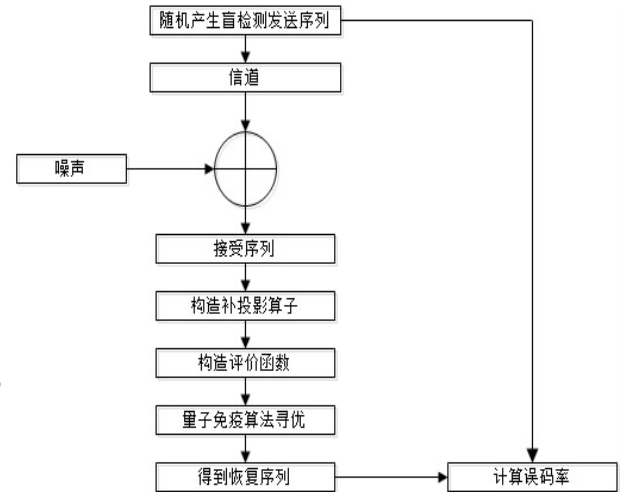 随机产生盲检测发送序列
信道
噪声
接受序列
构造补投影算子
构造评价函数
量子免疫算法寻优
得到恢复序列
计算误码率